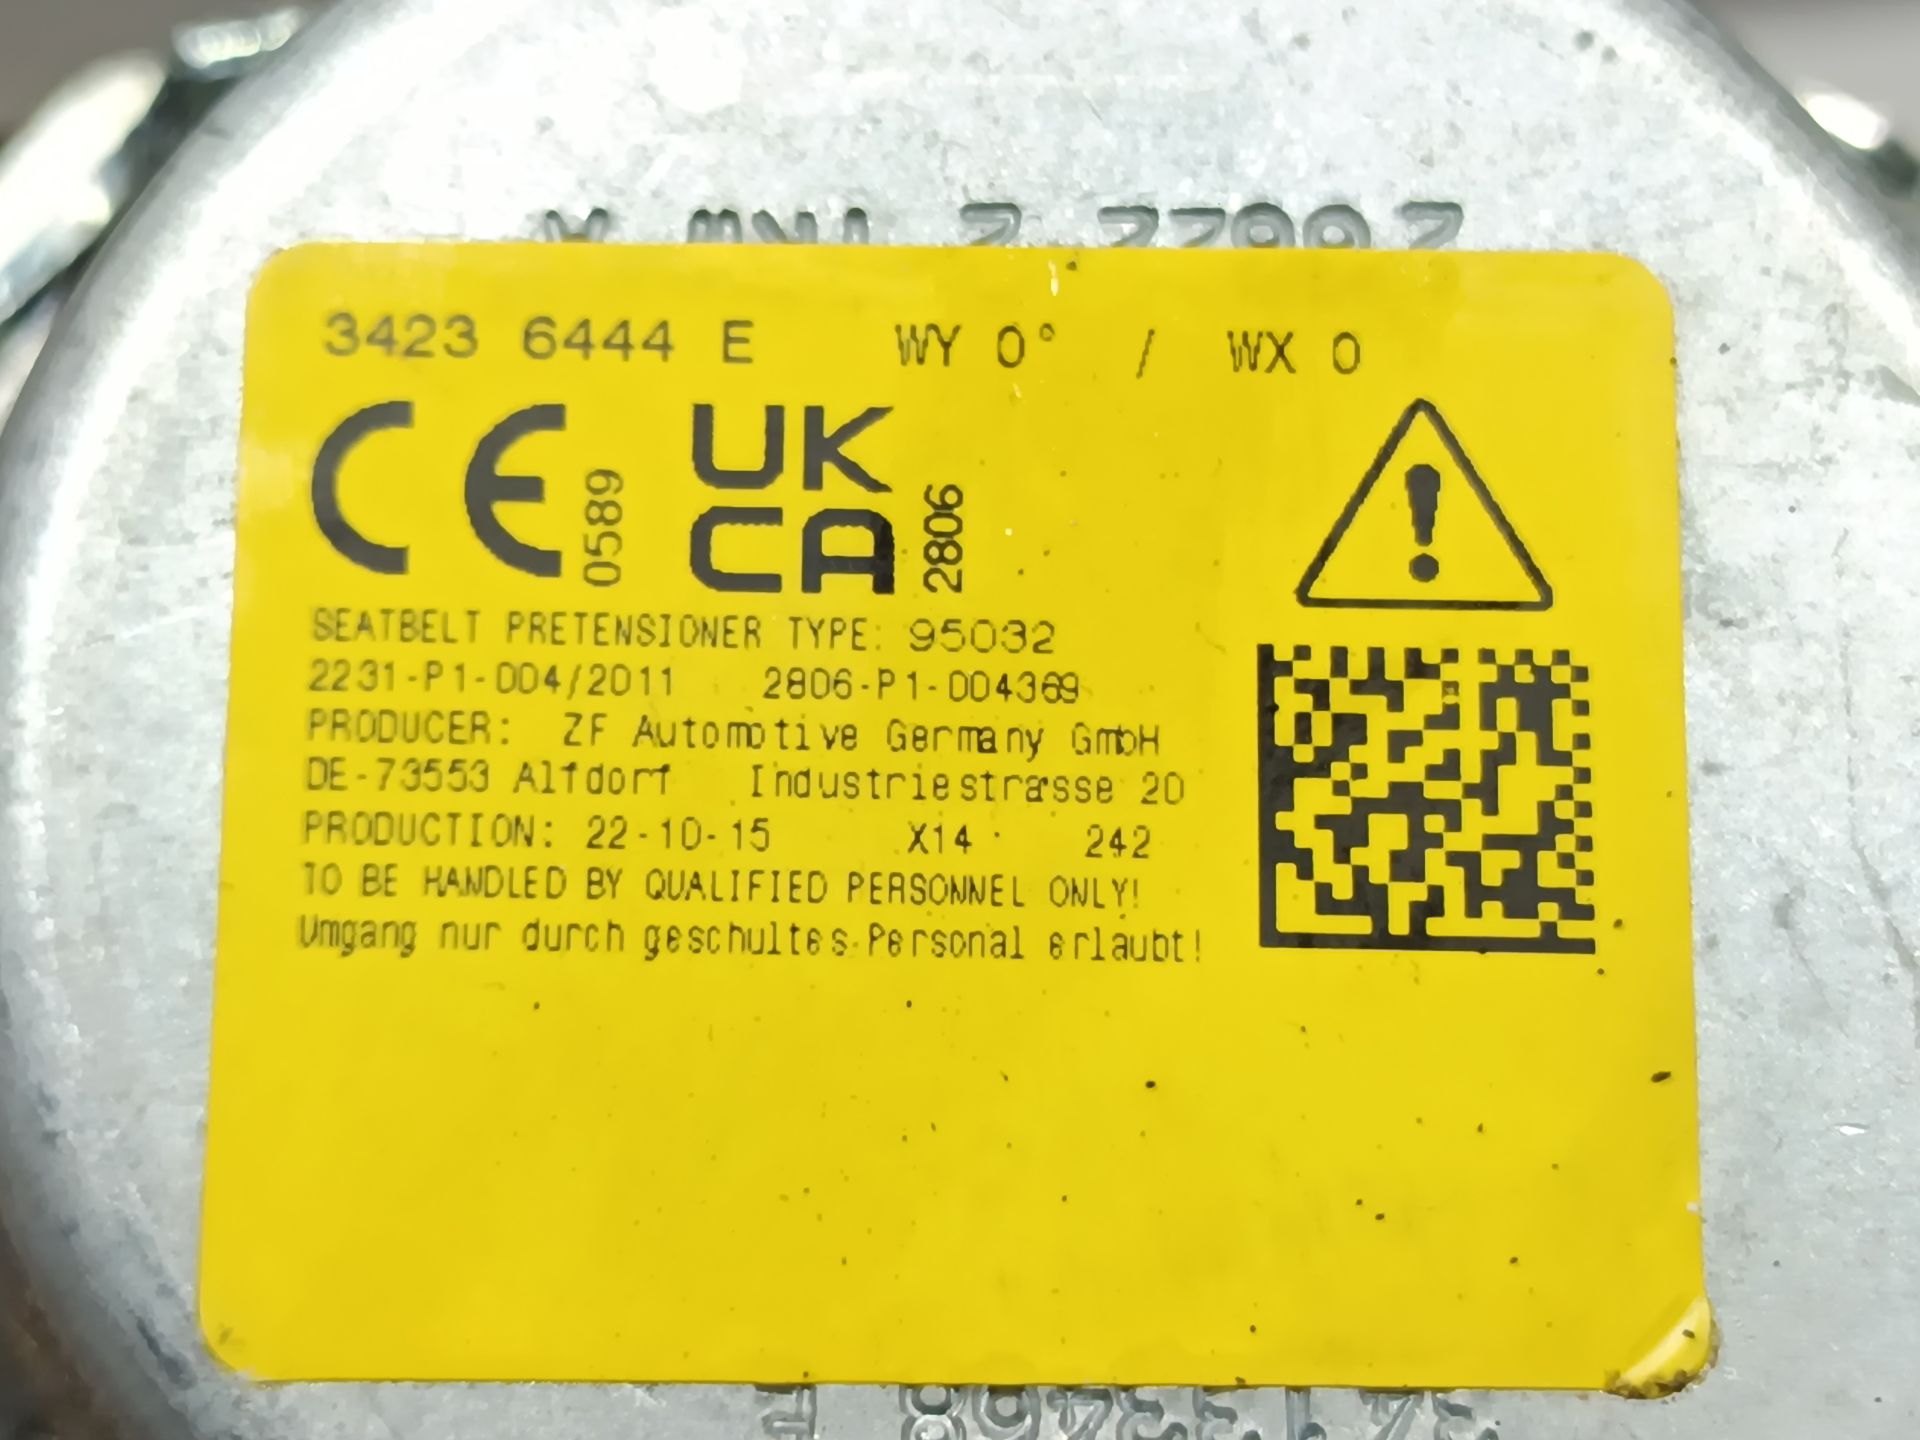 3423 6444 E WY 0° / WX 0
CE 0589 UK CA 2806
SEATBELT PRETENSIONER TYPE: 95032
2231-P1-004/2011 2806-P1-004369
PRODUCER: ZF Automotive Germany GmbH
DE-73553 Alfdorf Industriestrasse 20
PRODUCTION: 22-10-15 X14 242
TO BE HANDLED BY QUALIFIED PERSONNEL ONLY!
Umgang nur durch geschultes Personal erlaubt!